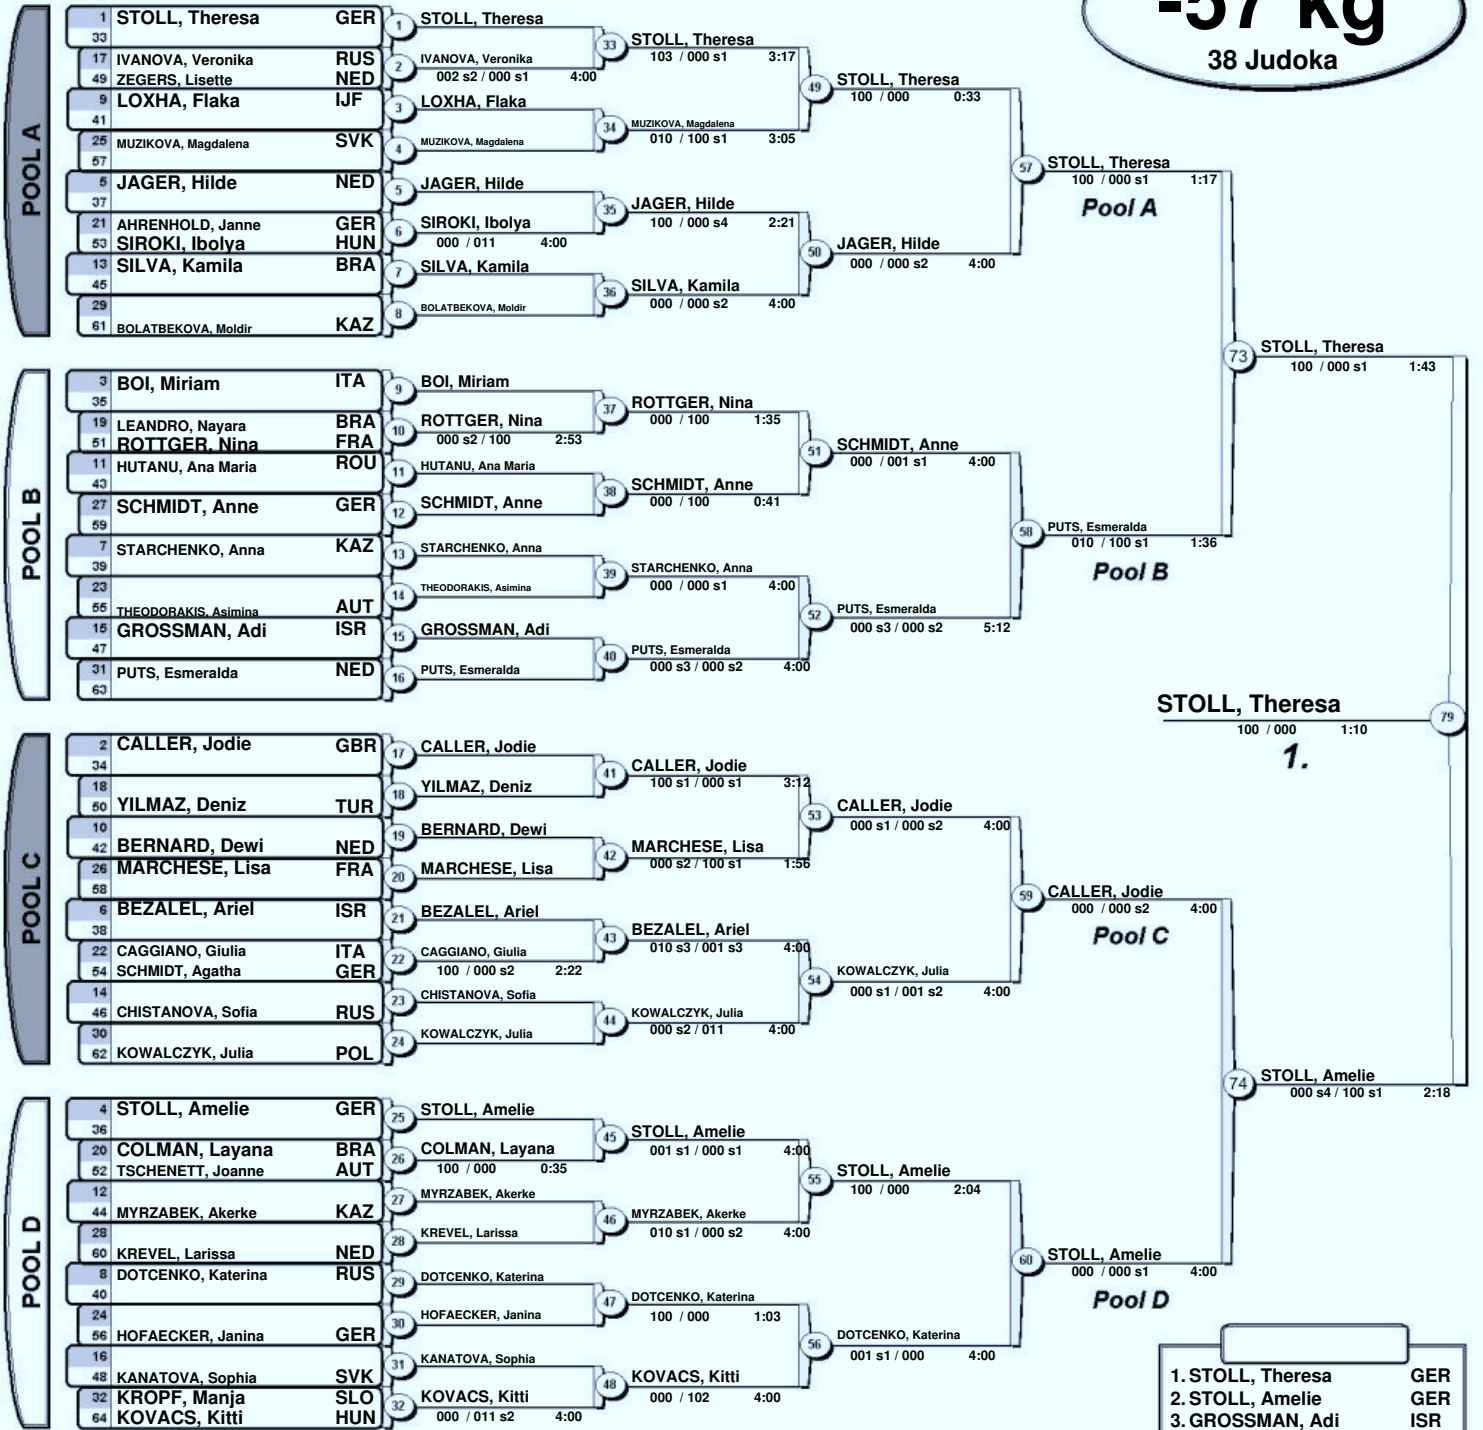 -57 kg
38 Judoka
POOL A
1 STOLL, Theresa GER
33
17 IVANOVA, Veronika RUS
49 ZEGERS, Lisette NED
9 LOXHA, Flaka IJF
41
25 MUZIKOVA, Magdalena SVK
57
5 JAGER, Hilde NED
37
21 AHRENHOLD, Janne GER
53 SIROKI, Ibolya HUN
13 SILVA, Kamila BRA
45
29
61 BOLATBEKOVA, Moldir KAZ
1 STOLL, Theresa
2 IVANOVA, Veronika
002 s2 / 000 s1 4:00
3 LOXHA, Flaka
4 MUZIKOVA, Magdalena
5 JAGER, Hilde
6 SIROKI, Ibolya
000 / 011 4:00
7 SILVA, Kamila
8 BOLATBEKOVA, Moldir
33 STOLL, Theresa
103 / 000 s1 3:17
34 MUZIKOVA, Magdalena
010 / 100 s1 3:05
35 JAGER, Hilde
100 / 000 s4 2:21
36 SILVA, Kamila
000 / 000 s2 4:00
49 STOLL, Theresa
100 / 000 0:33
50 JAGER, Hilde
000 / 000 s2 4:00
57 STOLL, Theresa
100 / 000 s1 1:17
Pool A
POOL B
3 BOI, Miriam ITA
35
19 LEANDRO, Nayara BRA
51 ROTTGER, Nina FRA
11 HUTANU, Ana Maria ROU
43
27 SCHMIDT, Anne GER
59
7 STARCHENKO, Anna KAZ
39
23
55 THEODORAKIS, Asimina AUT
15 GROSSMAN, Adi ISR
47
31 PUTS, Esmeralda NED
63
9 BOI, Miriam
10 ROTTGER, Nina
000 s2 / 100 2:53
11 HUTANU, Ana Maria
12 SCHMIDT, Anne
13 STARCHENKO, Anna
14 THEODORAKIS, Asimina
15 GROSSMAN, Adi
16 PUTS, Esmeralda
37 ROTTGER, Nina
000 / 100 1:35
38 SCHMIDT, Anne
000 / 100 0:41
39 STARCHENKO, Anna
000 / 000 s1 4:00
40 PUTS, Esmeralda
000 s3 / 000 s2 4:00
51 SCHMIDT, Anne
000 / 001 s1 4:00
52 PUTS, Esmeralda
000 s3 / 000 s2 5:12
58 PUTS, Esmeralda
010 / 100 s1 1:36
Pool B
73 STOLL, Theresa
100 / 000 s1 1:43
STOLL, Theresa 79
100 / 000 1:10
1.
POOL C
2 CALLER, Jodie GBR
34
18
50 YILMAZ, Deniz TUR
10
42 BERNARD, Dewi NED
26 MARCHESE, Lisa FRA
58
6 BEZALEL, Ariel ISR
38
22 CAGGIANO, Giulia ITA
54 SCHMIDT, Agatha GER
14
46 CHISTANOVA, Sofia RUS
30
62 KOWALCZYK, Julia POL
17 CALLER, Jodie
18 YILMAZ, Deniz
19 BERNARD, Dewi
20 MARCHESE, Lisa
21 BEZALEL, Ariel
22 CAGGIANO, Giulia
100 / 000 s2 2:22
23 CHISTANOVA, Sofia
24 KOWALCZYK, Julia
41 CALLER, Jodie
100 s1 / 000 s1 3:12
42 MARCHESE, Lisa
000 s2 / 100 s1 1:56
43 BEZALEL, Ariel
010 s3 / 001 s3 4:00
44 KOWALCZYK, Julia
000 s2 / 011 4:00
53 CALLER, Jodie
000 s1 / 000 s2 4:00
54 KOWALCZYK, Julia
000 s1 / 001 s2 4:00
59 CALLER, Jodie
000 / 000 s2 4:00
Pool C
POOL D
4 STOLL, Amelie GER
36
20 COLMAN, Layana BRA
52 TSCHENETT, Joanne AUT
12
44 MYRZABEK, Akerke KAZ
28
60 KREVEL, Larissa NED
8 DOTCENKO, Katerina RUS
40
24
56 HOFAECKER, Janina GER
16
48 KANATOVA, Sophia SVK
32 KROPF, Manja SLO
64 KOVACS, Kitti HUN
25 STOLL, Amelie
26 COLMAN, Layana
100 / 000 0:35
27 MYRZABEK, Akerke
28 KREVEL, Larissa
29 DOTCENKO, Katerina
30 HOFAECKER, Janina
31 KANATOVA, Sophia
32 KOVACS, Kitti
000 / 011 s2 4:00
45 STOLL, Amelie
001 s1 / 000 s1 4:00
46 MYRZABEK, Akerke
010 s1 / 000 s2 4:00
47 DOTCENKO, Katerina
100 / 000 1:03
48 KOVACS, Kitti
000 / 102 4:00
55 STOLL, Amelie
100 / 000 2:04
56 DOTCENKO, Katerina
001 s1 / 000 4:00
60 STOLL, Amelie
000 / 000 s1 4:00
Pool D
74 STOLL, Amelie
000 s4 / 100 s1 2:18
1. STOLL, Theresa GER
2. STOLL, Amelie GER
3. GROSSMAN, Adi ISR